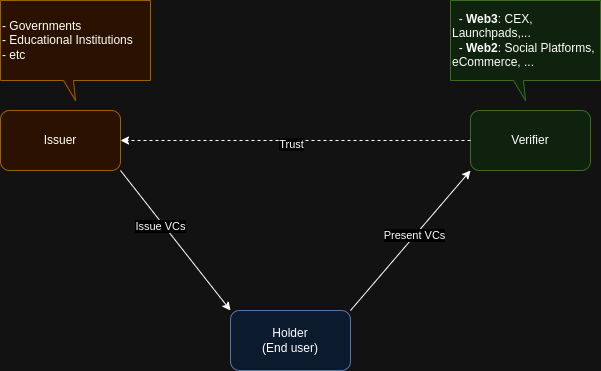 - Governments
- Educational Institutions
- etc
- Web3: CEX,
Launchpads,...
- Web2: Social Platforms,
eCommerce, ...
Issuer
Trust
Verifier
Issue VCs
Present VCs
Holder
(End user)